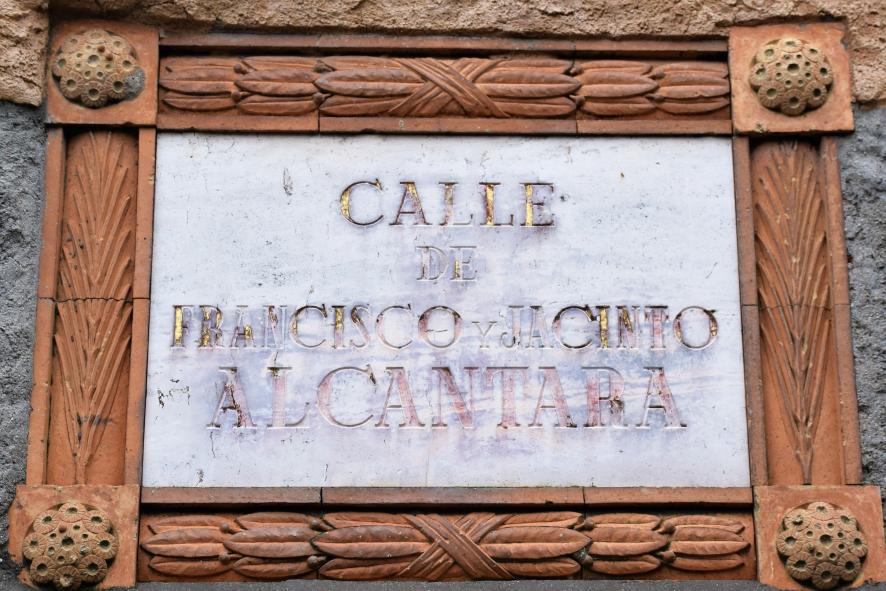 CALLE
DE
FRANCISCO Y JACINTO
ALCANTARA